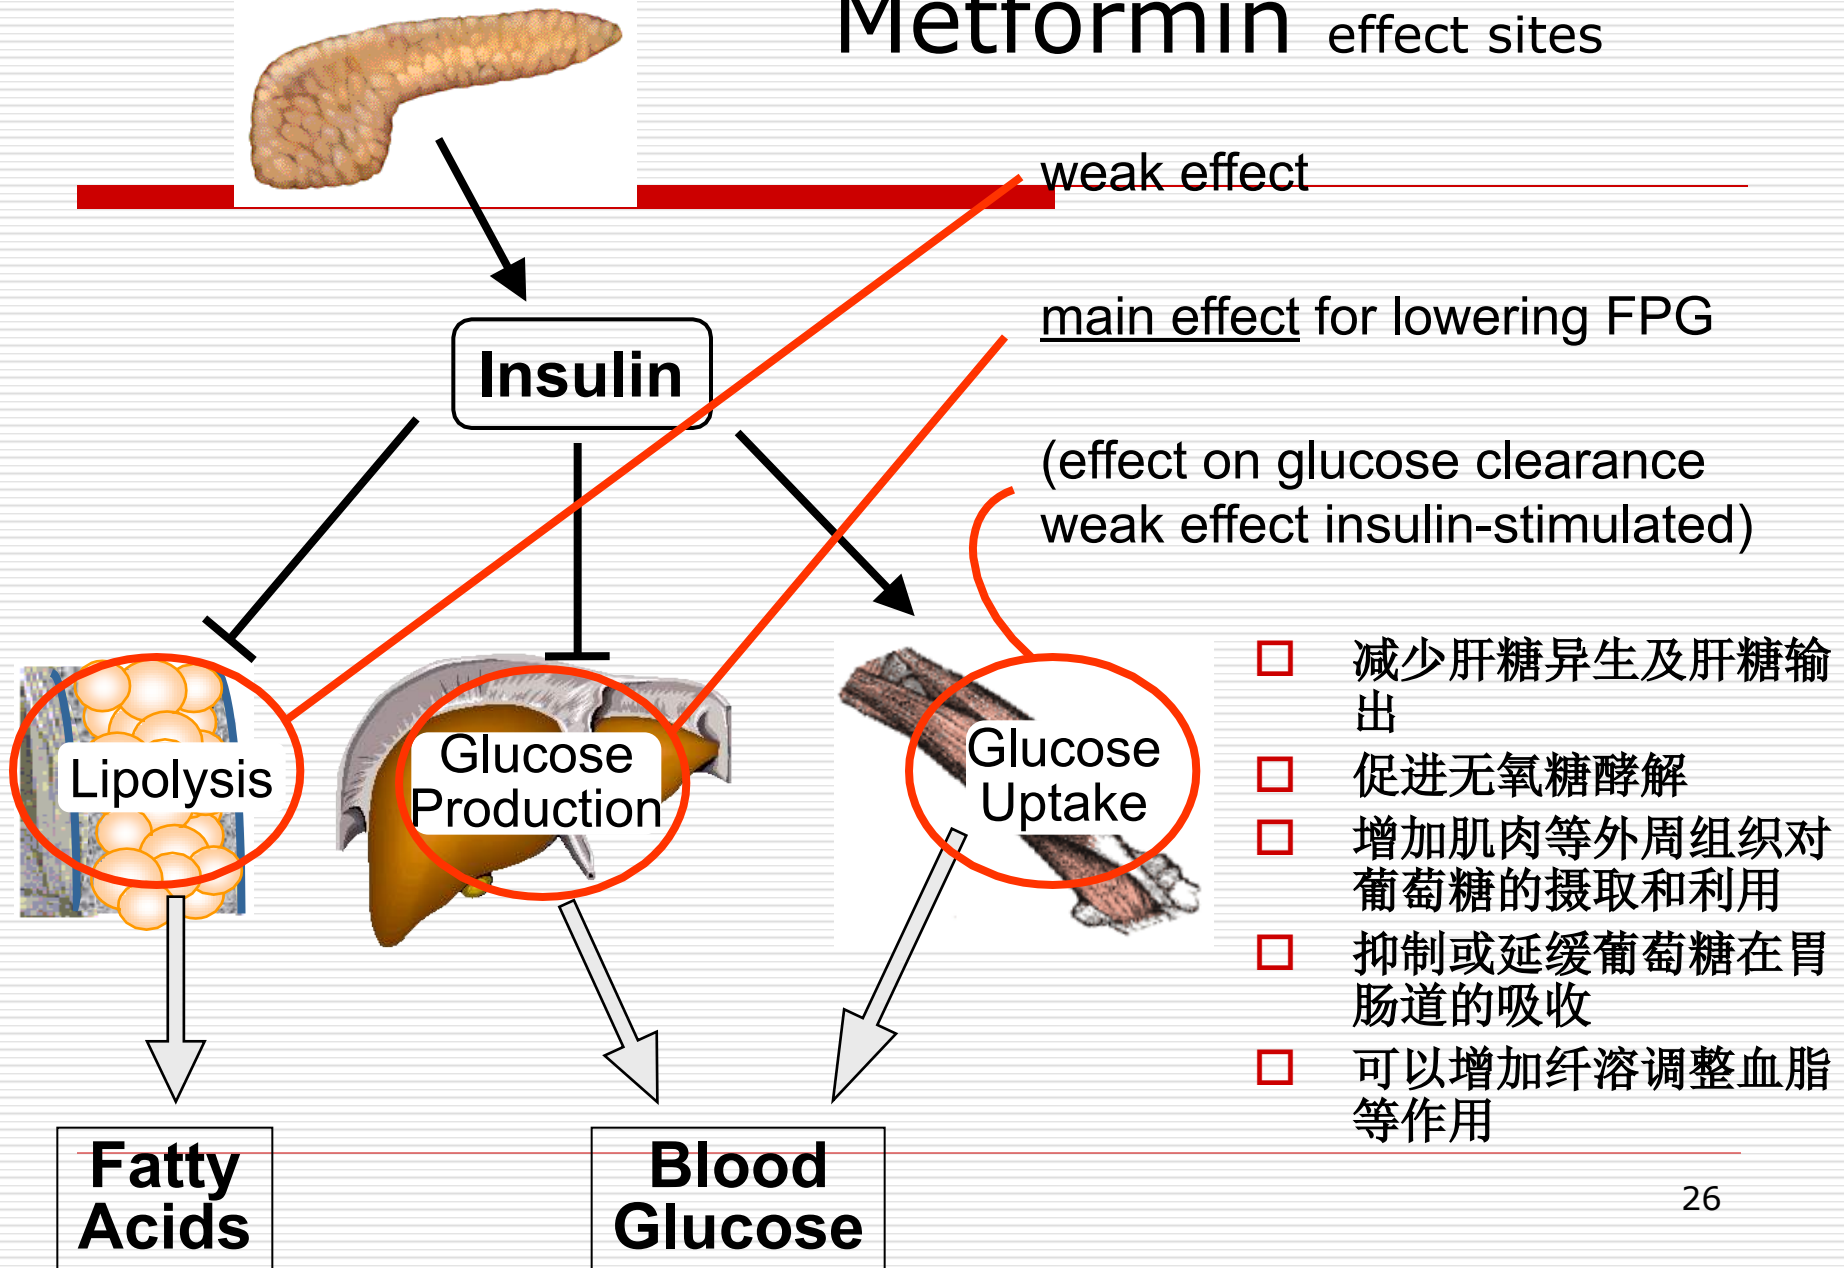 Metformin effect sites
weak effect
main effect for lowering FPG
Insulin
(effect on glucose clearance
weak effect insulin-stimulated)
Lipolysis
Glucose
Production
Glucose
Uptake
减少肝糖异生及肝糖输
出
促进无氧糖酵解
增加肌肉等外周组织对
葡萄糖的摄取和利用
抑制或延缓葡萄糖在胃
肠道的吸收
可以增加纤溶调整血脂
等作用
Fatty
Acids
Blood
Glucose
26